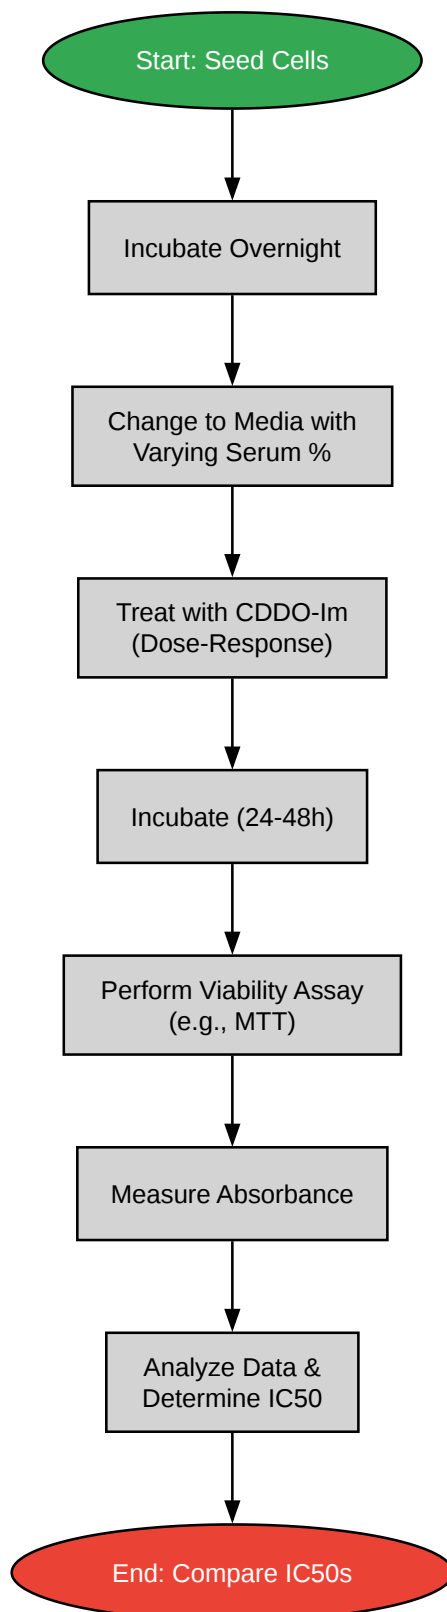 Start: Seed Cells
Incubate Overnight
Change to Media with
Varying Serum %
Treat with CDDO-Im
(Dose-Response)
Incubate (24-48h)
Perform Viability Assay
(e.g., MTT)
Measure Absorbance
Analyze Data &
Determine IC50
End: Compare IC50s